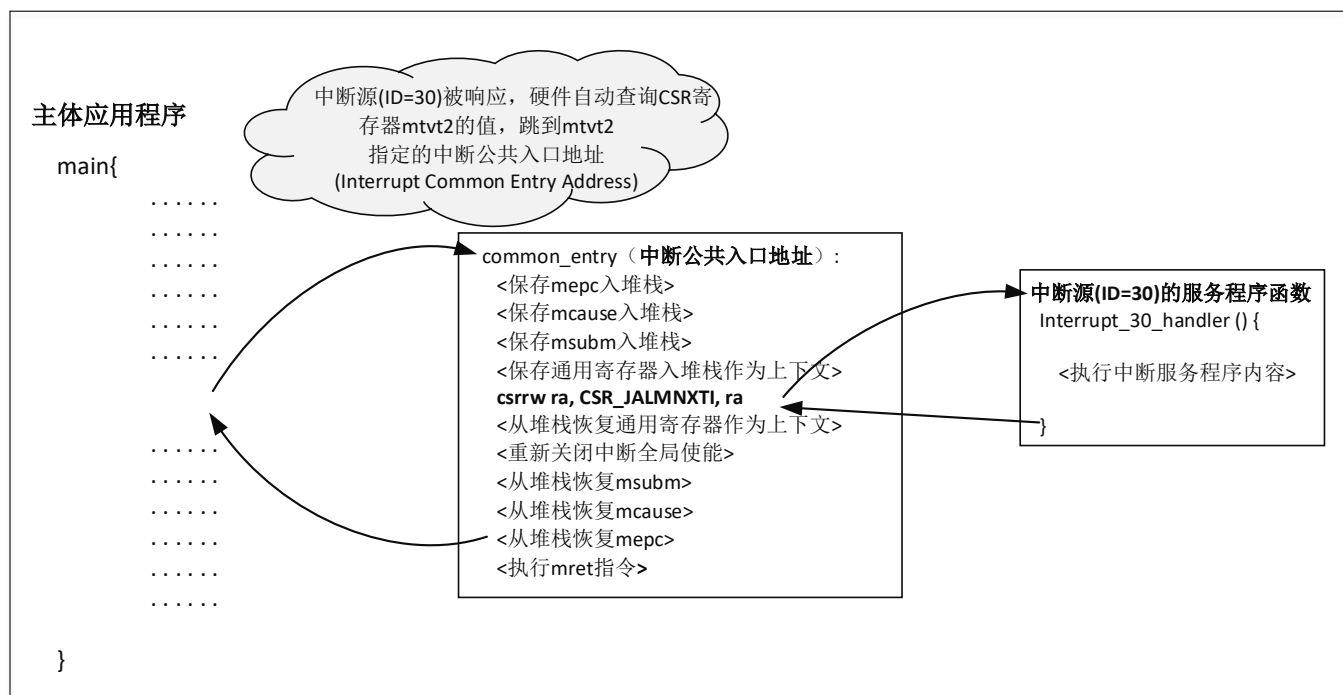 中断源(ID=30)被响应，硬件自动查询CSR寄
存器mtvt2的值，跳到mtvt2
指定的中断公共入口地址
(Interrupt Common Entry Address)
主体应用程序
main{
. . . . . .
. . . . . .
. . . . . .
. . . . . .
. . . . . .
. . . . . .
. . . . . .
. . . . . .
. . . . . .
. . . . . .
. . . . . .
. . . . . .
}
common_entry（中断公共入口地址）:
<保存mepc入堆栈>
<保存mcause入堆栈>
<保存msubm入堆栈>
<保存通用寄存器入堆栈作为上下文>
csrrw ra, CSR_JALMNXTI, ra
<从堆栈恢复通用寄存器作为上下文>
<重新关闭中断全局使能>
<从堆栈恢复msubm>
<从堆栈恢复mcause>
<从堆栈恢复mepc>
<执行mret指令>
中断源(ID=30)的服务程序函数
Interrupt_30_handler () {
<执行中断服务程序内容>
}